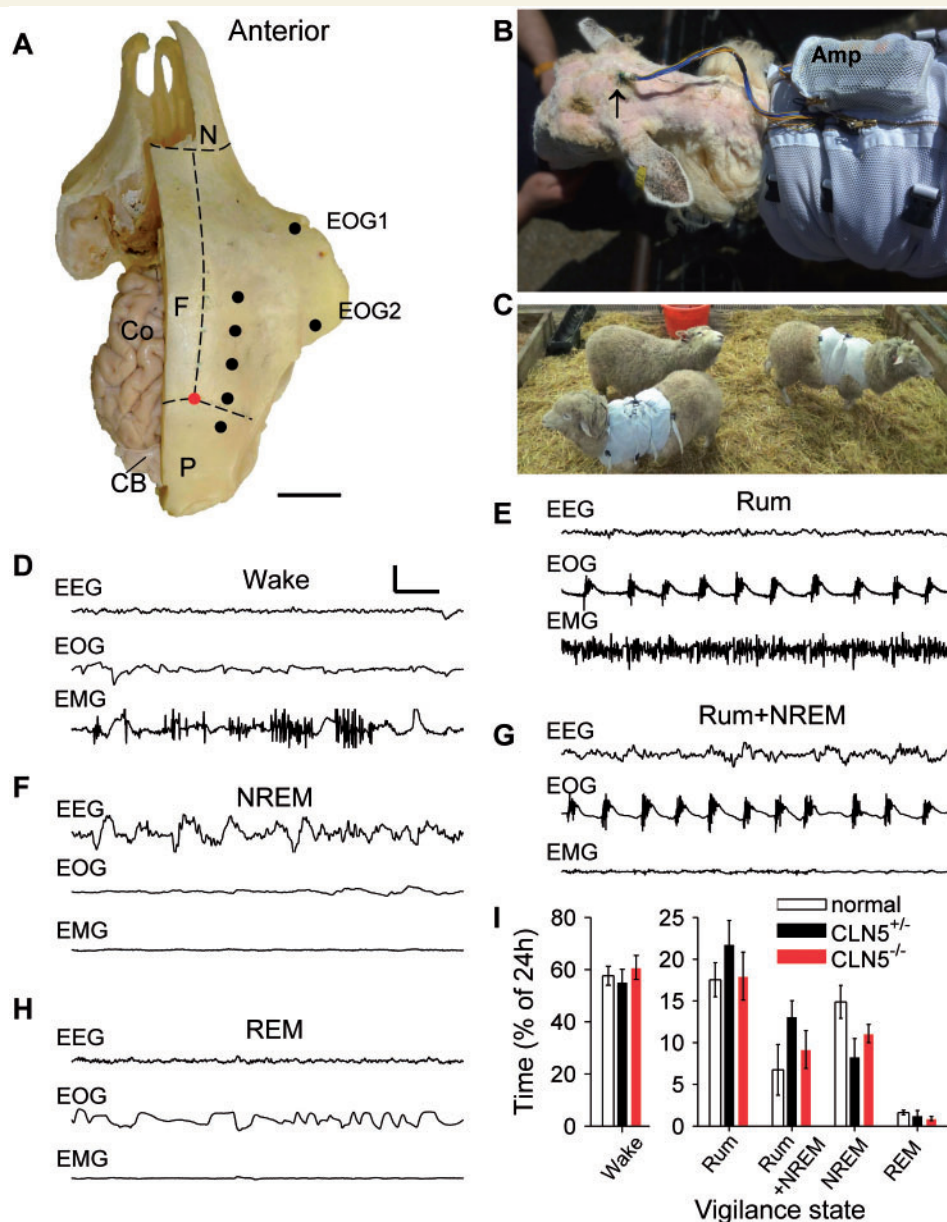 A
Anterior
N
EOG1
F
EOG2
Co
P
CB
B
Amp
C
D
Wake
EEG
EOG
EMG
E
Rum
EEG
EOG
EMG
F
NREM
EEG
EOG
EMG
G
Rum+NREM
EEG
EOG
EMG
H
REM
EEG
EOG
EMG
I
normal
CLN5+/-
CLN5-/-
Time (% of 24h)
80
60
40
20
0
25
20
15
10
5
0
Wake
Rum
Rum
+NREM
NREM
REM
Vigilance state